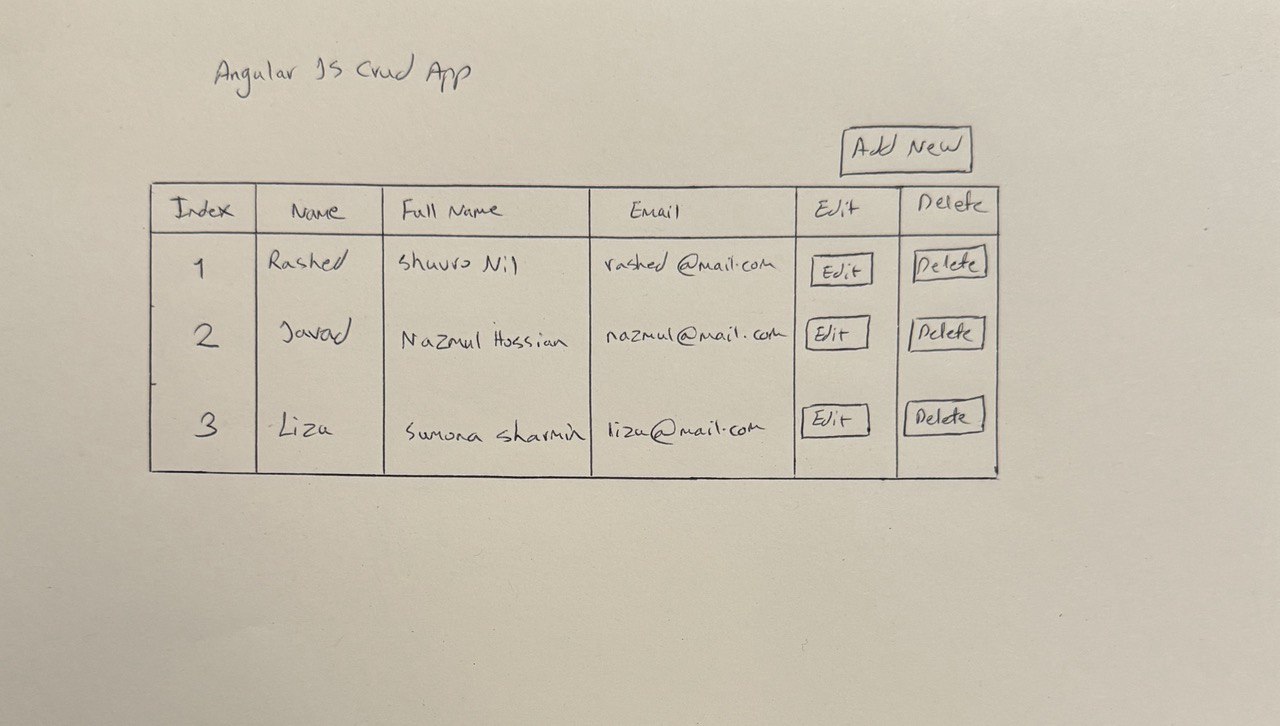 Angular JS Crud App
Add New
Index Name Full Name Email Edit Delete
1 Rashed Shuvro Nil rashed@mail.com Edit Delete
2 Javad Nazmul Hossian nazmul@mail.com Edit Delete
3 Lizu Sumona Sharmin lizu@mail.com Edit Delete